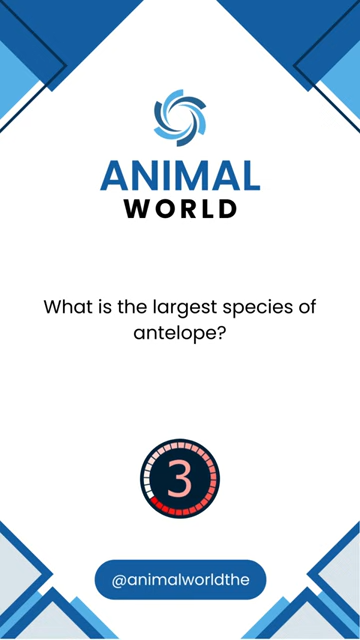 ANIMAL
WORLD
What is the largest species of
antelope?
3
@animalworldthe